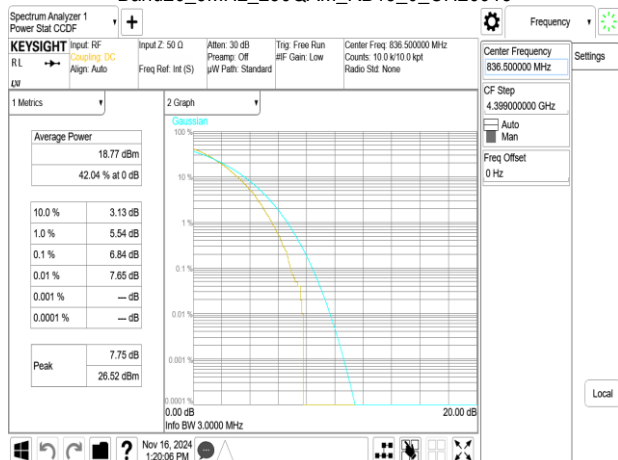 Spectrum Analyzer 1
Power Stat CCDF
Frequency
KEYSIGHT
Input: RF
Coupling: DC
Align: Auto
RL
LXI
Input Z: 50 Ω
Freq Ref: Int (S)
Atten: 30 dB
Preamp: Off
µW Path: Standard
Trig: Free Run
#IF Gain: Low
Center Freq: 836.500000 MHz
Counts: 10.0 k/10.0 kpt
Radio Std: None
Center Frequency
836.500000 MHz
Settings
CF Step
4.399000000 GHz
Auto
Man
Freq Offset
0 Hz
1 Metrics
2 Graph
Average Power
18.77 dBm
42.04 % at 0 dB
10.0 % 3.13 dB
1.0 % 5.54 dB
0.1 % 6.84 dB
0.01 % 7.65 dB
0.001 % --- dB
0.0001 % --- dB
Peak
7.75 dB
26.52 dBm
Gaussian
100 %
10 %
1 %
0.1 %
0.01 %
0.001 %
0.0001 %
0.00 dB
20.00 dB
Info BW 3.0000 MHz
Local
Nov 16, 2024
1:20:06 PM